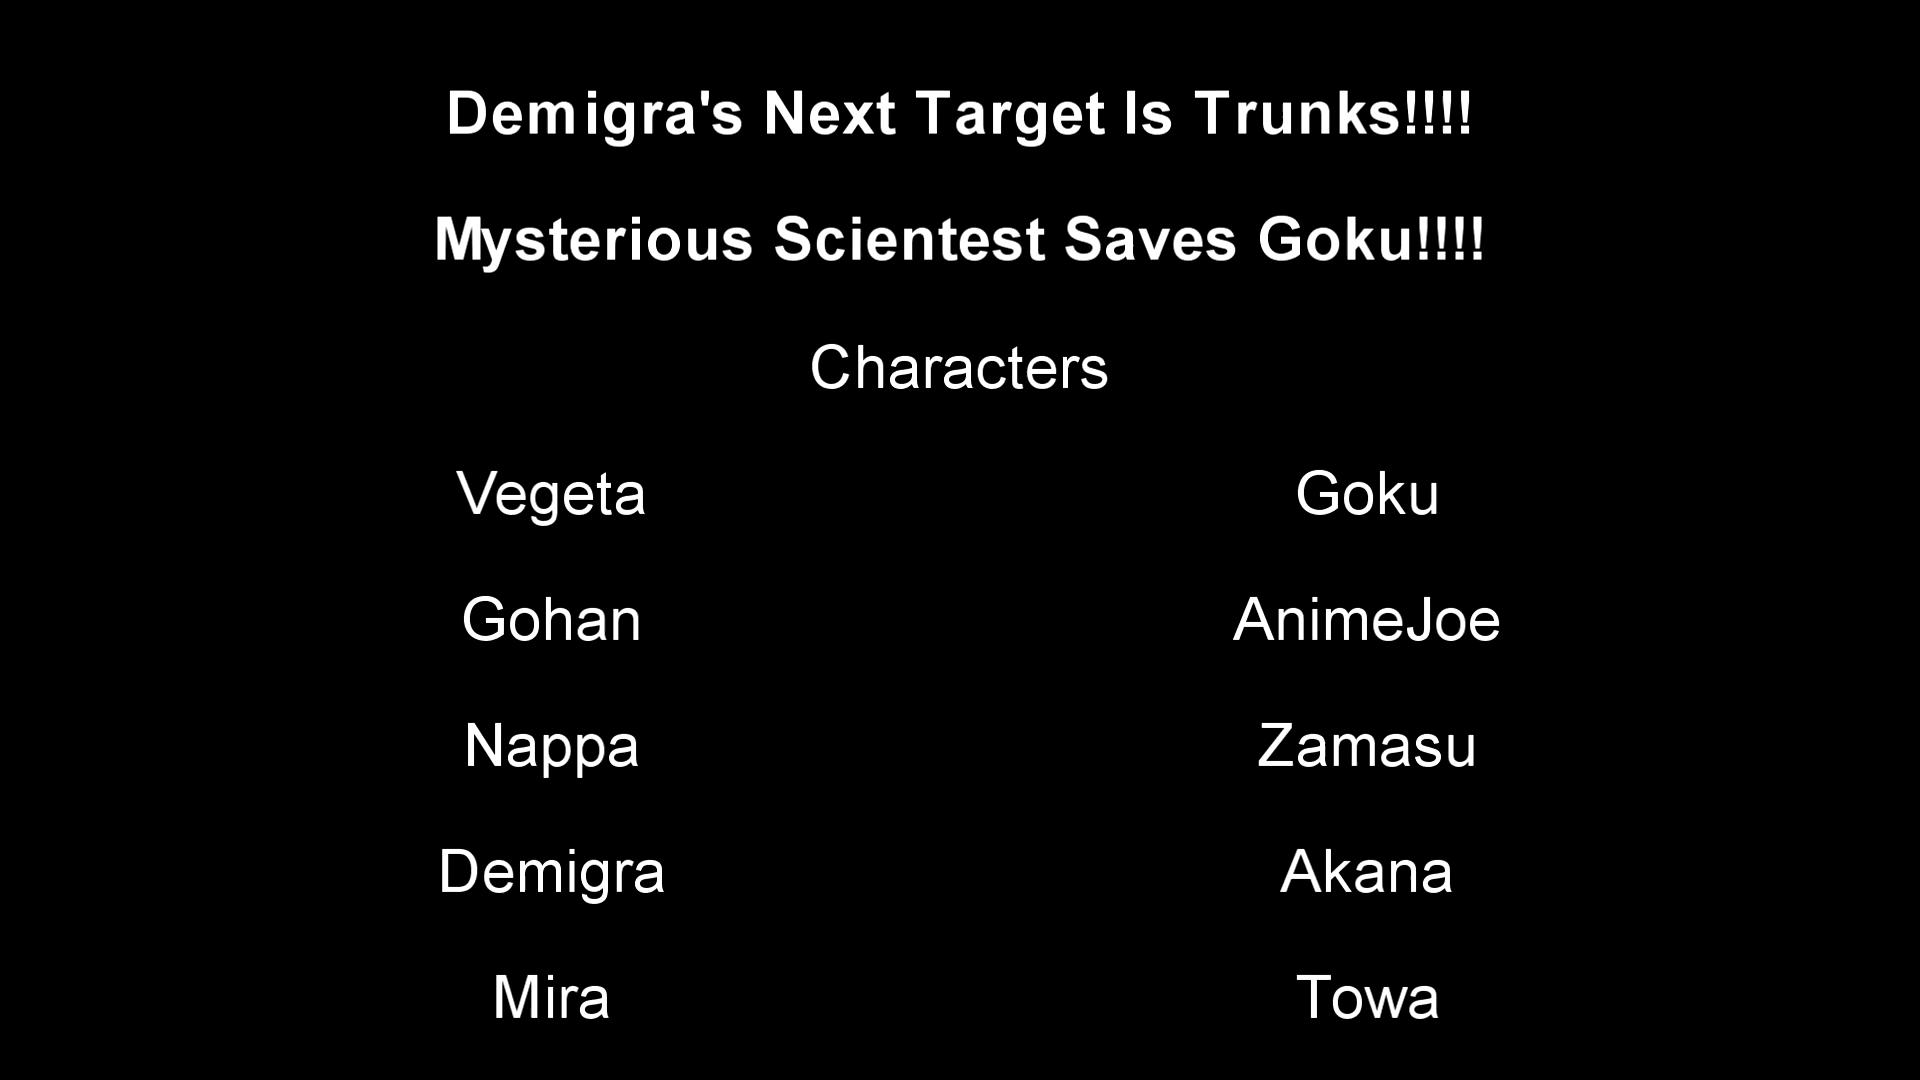 Demigra's Next Target Is Trunks!!!!
Mysterious Scientest Saves Goku!!!!
Characters
Vegeta Goku
Gohan AnimeJoe
Nappa Zamasu
Demigra Akana
Mira Towa